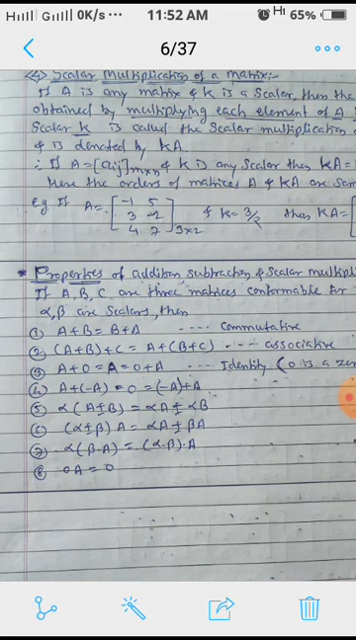 Hııll Gıılll 0K/s ··· 11:52 AM HI 65%
6/37
(4) Scalar Multiplication of a Matrix:-
If A is any matrix & K is a Scalar, then the
obtained by multiplying each element of A
Scalar k is called the Scalar multiplication
& is denoted by KA.
∴ If A = [aij]m×n & K is any Scalar then KA =
Here the orders of matrices A & KA are sam
eg If A = [ -1 5
3 -2
4 7 ]3×2 & K = 3/2 then KA = [
* Properties of addition subtraction & Scalar multipli
If A, B, C are three matrices conformable for
α, β are Scalars, then
① A+B = B+A ---- Commutative
② (A+B)+C = A+(B+C) ---- associative
③ A+0 = A = 0+A ---- Identity (0 is a zer
④ A+(-A) = 0 = (-A)+A
⑤ α(A±B) = αA ± αB
⑥ (α±β)A = αA ± βA
⑦ α(β·A) = (α·β)·A
⑧ 0A = 0